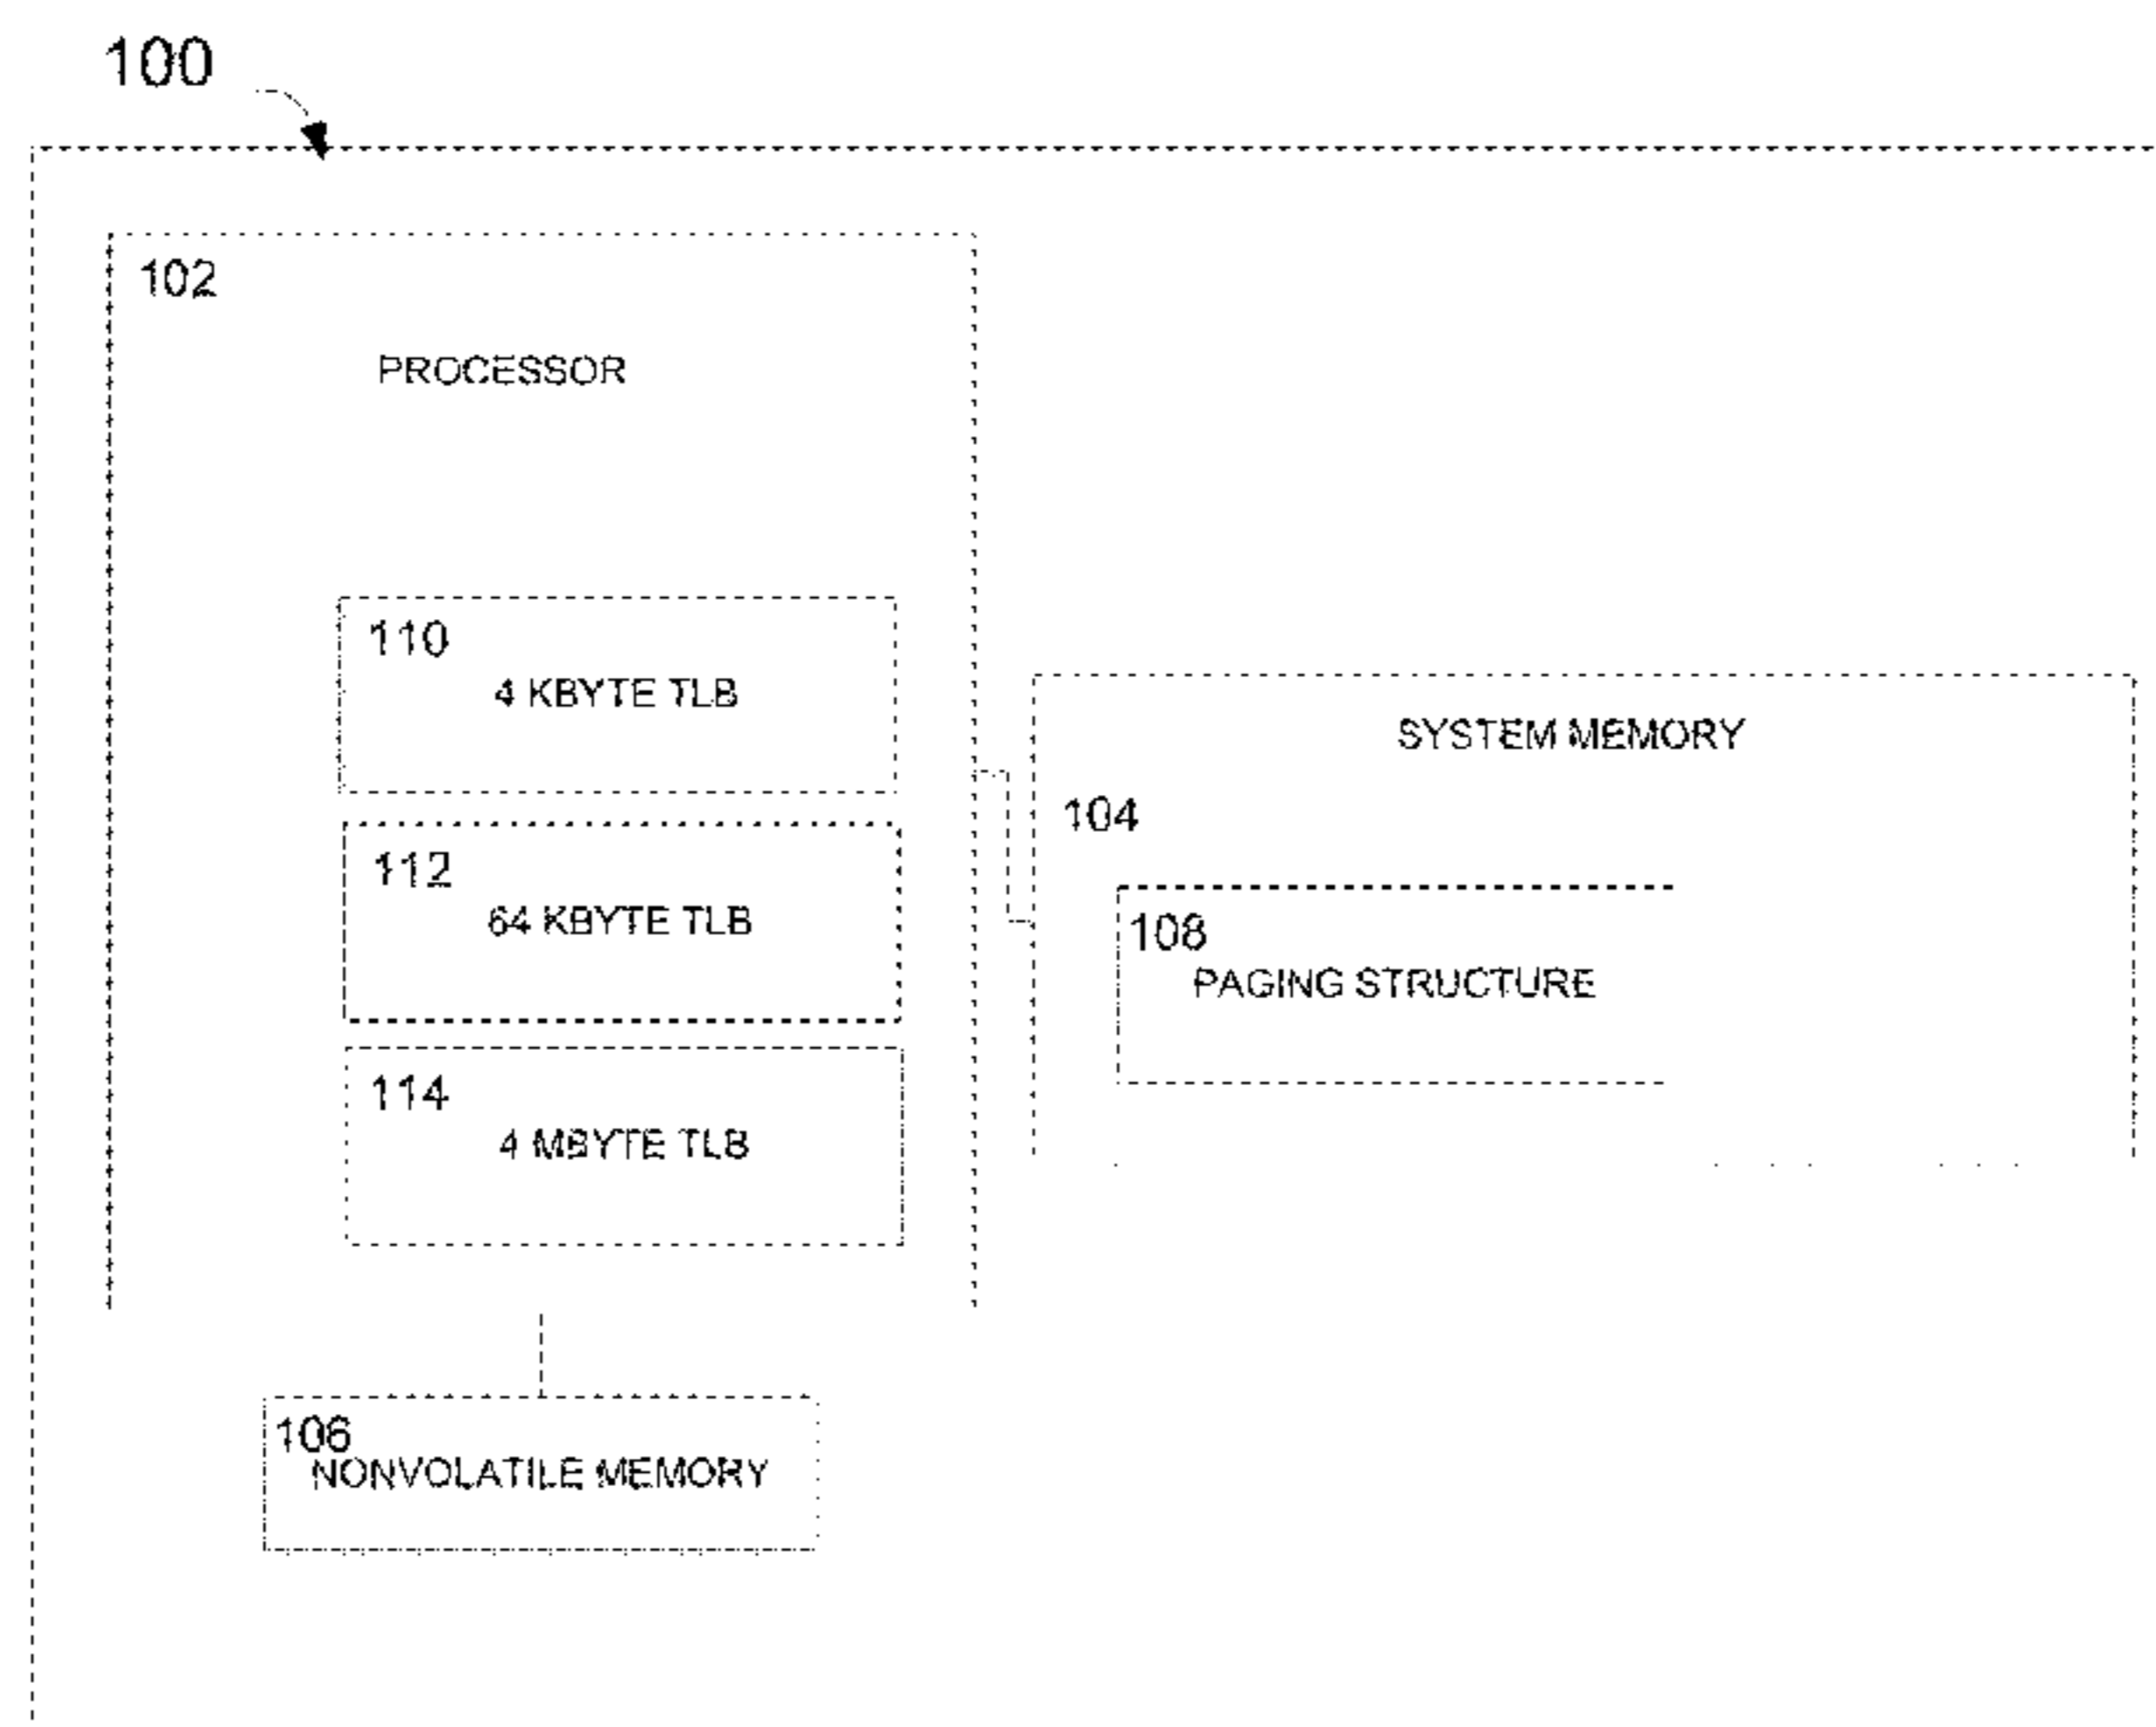 100
102
PROCESSOR
110
4 KBYTE TLB
112
64 KBYTE TLB
114
4 MBYTE TLB
SYSTEM MEMORY
104
108
PAGING STRUCTURE
106
NONVOLATILE MEMORY